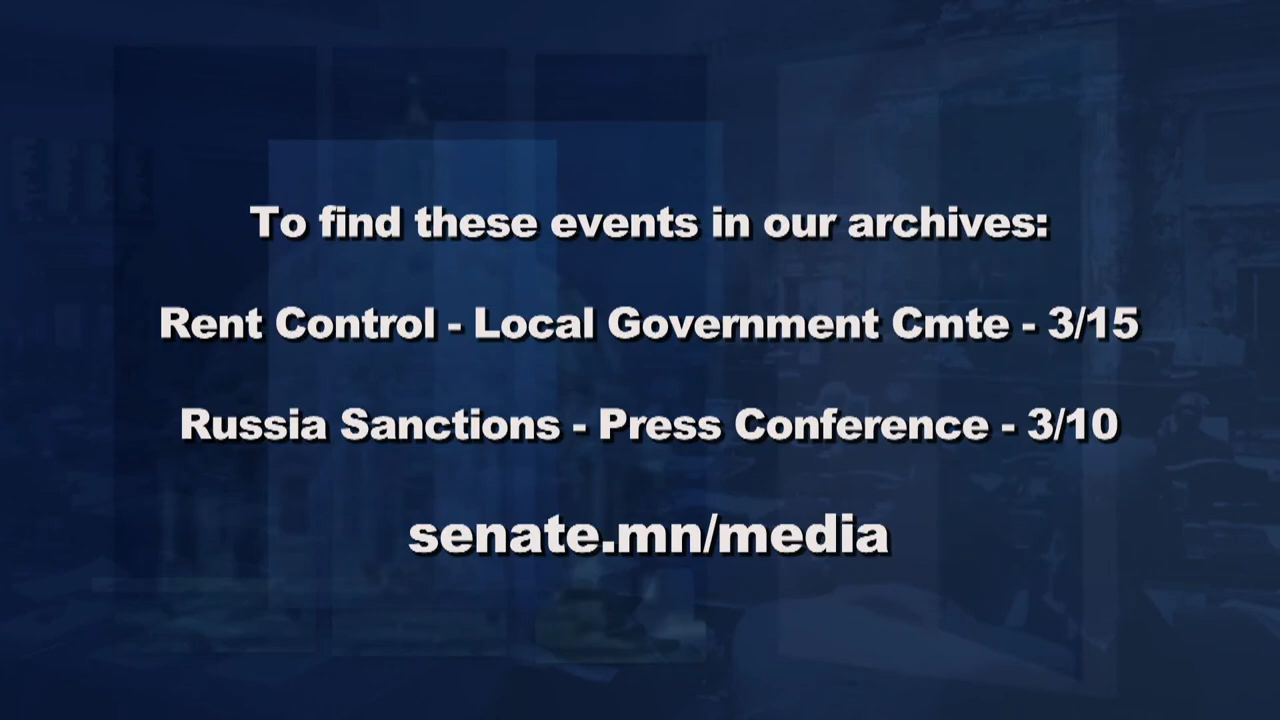 To find these events in our archives:
Rent Control - Local Government Cmte - 3/15
Russia Sanctions - Press Conference - 3/10
senate.mn/media